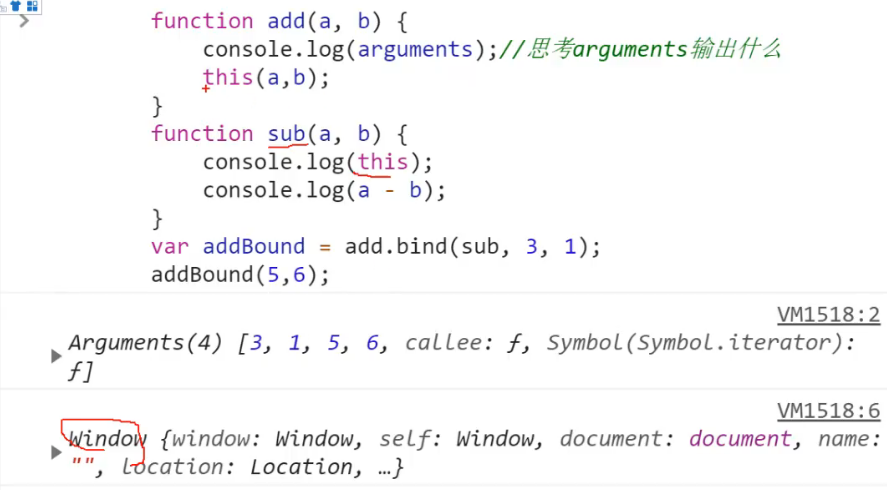 function add(a, b) {
console.log(arguments);//思考arguments输出什么
this(a,b);
}
function sub(a, b) {
console.log(this);
console.log(a - b);
}
var addBound = add.bind(sub, 3, 1);
addBound(5,6);
VM1518:2
Arguments(4) [3, 1, 5, 6, callee: ƒ, Symbol(Symbol.iterator):
ƒ]
VM1518:6
Window {window: Window, self: Window, document: document, name:
"", location: Location, …}